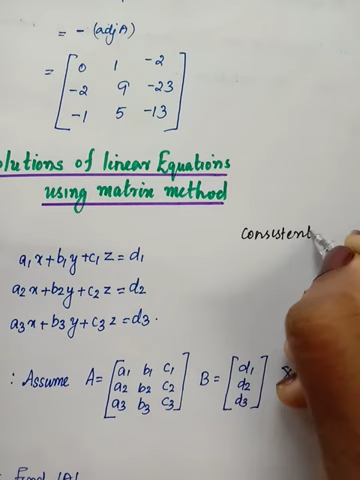 = - (adj A)
= [ 0 1 -2
-2 9 -23
-1 5 -13 ]
olutions of linear Equations
using matrix method
consistent
a₁x+b₁y+c₁z = d₁
a₂x+b₂y+c₂z = d₂
a₃x+b₃y+c₃z = d₃.
: Assume A = [ a₁ b₁ c₁ B = [ d₁
a₂ b₂ c₂ d₂
a₃ b₃ c₃ ] d₃ ]
Find |A|